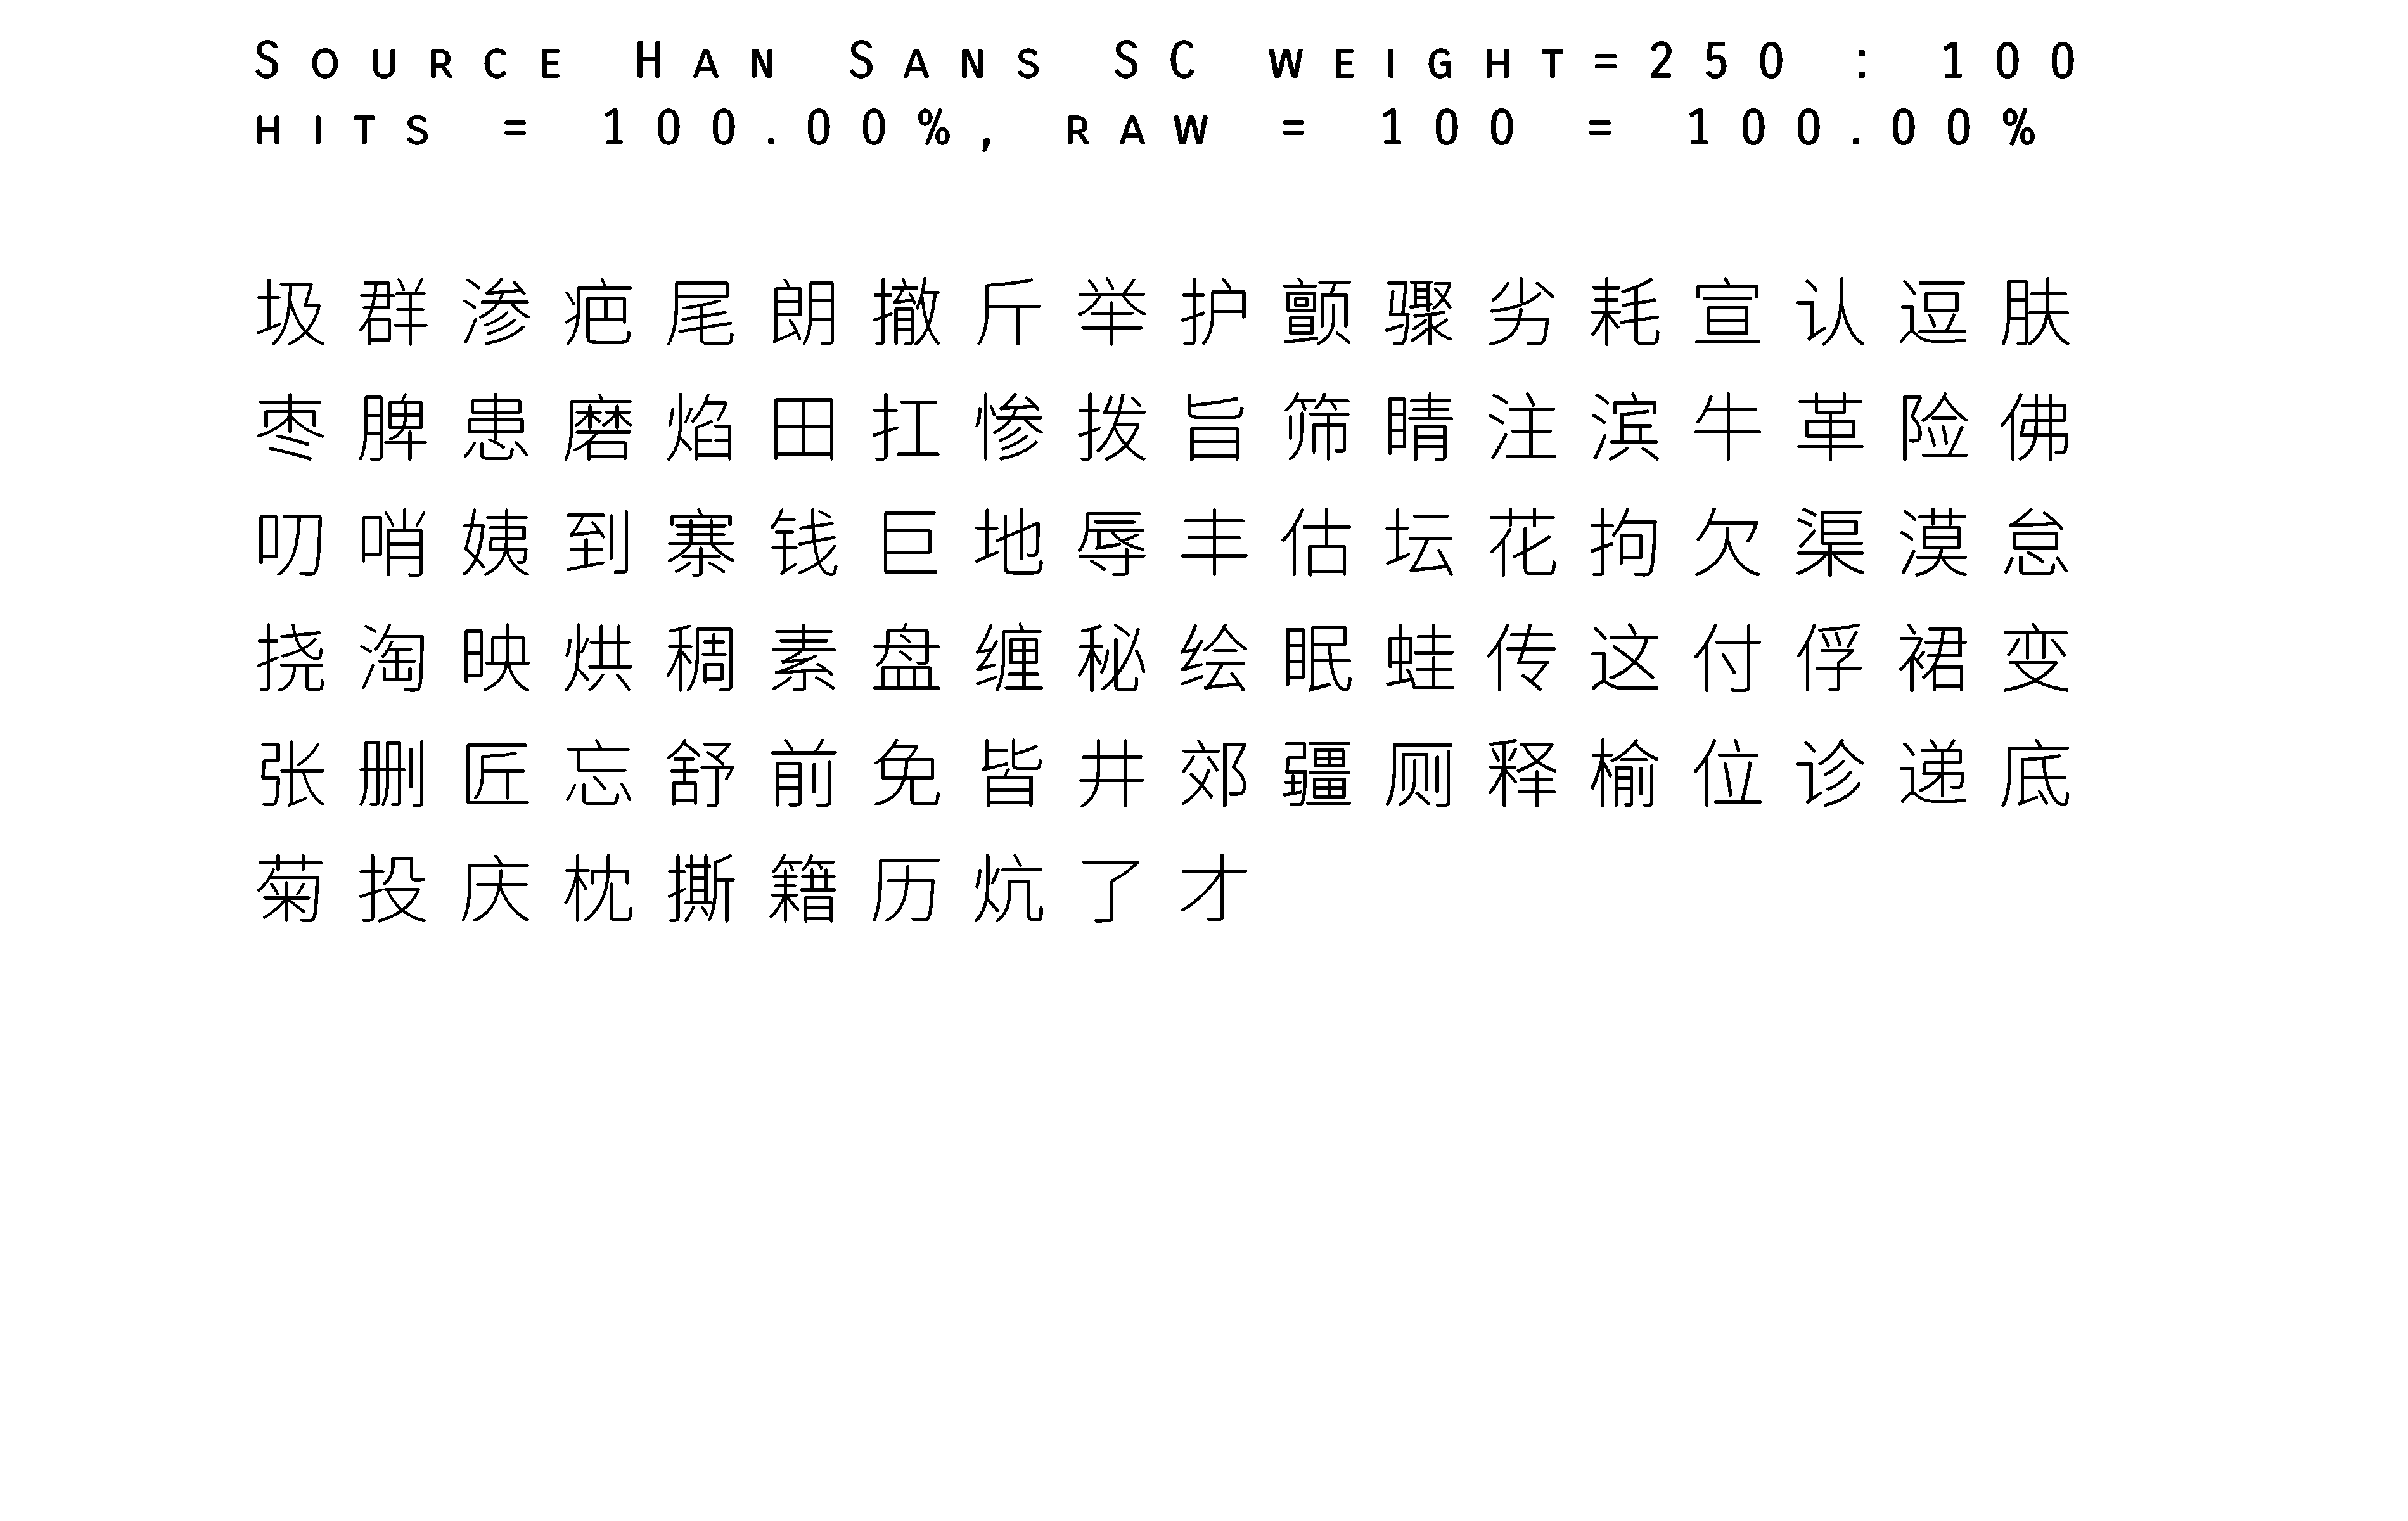 Source Han Sans SC weight=250 : 100
hits = 100.00%, raw = 100 = 100.00%
圾群渗疤尾朗撤斤举护颤骤劣耗宣认逗肤
枣脾患磨焰田扛惨拨旨筛睛注滨牛革险佛
叨哨姨到寨钱巨地辱丰估坛花拘欠渠漠怠
挠淘映烘稠素盘缠秘绘眠蛙传这付俘裙变
张删匠忘舒前免皆井郊疆厕释榆位诊递底
菊投庆枕撕籍历炕了才